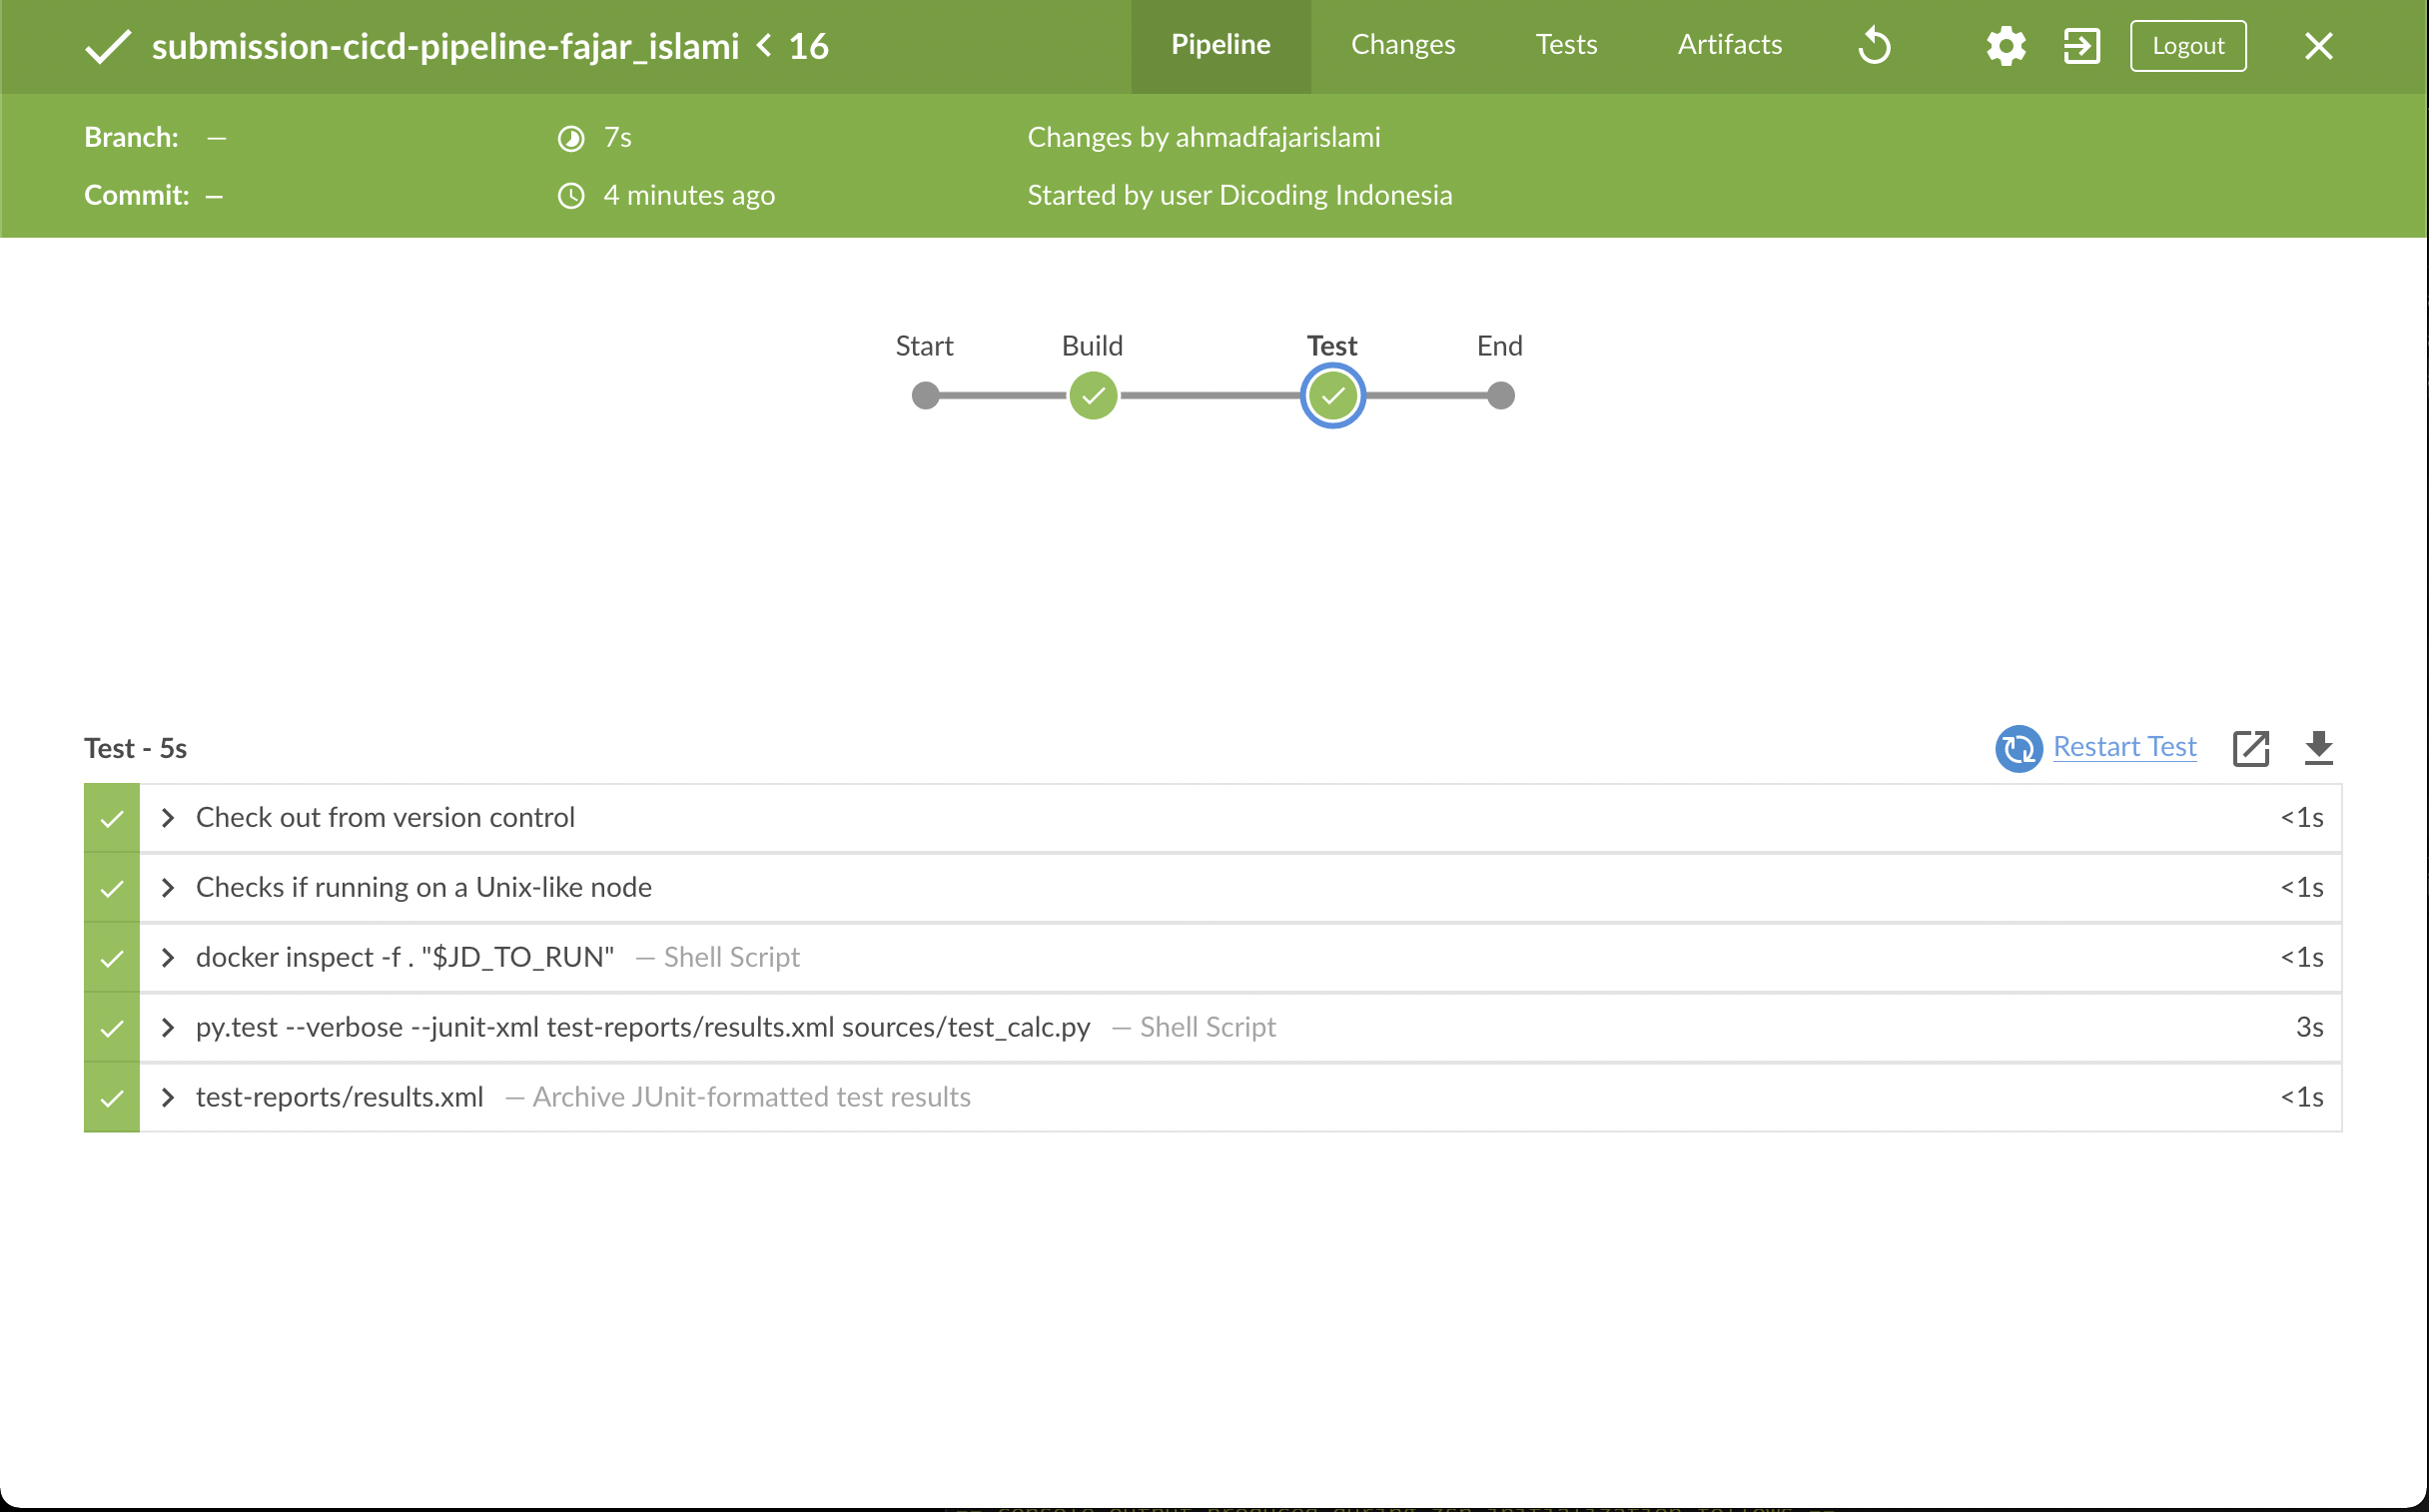 submission-cicd-pipeline-fajar_islami < 16
Pipeline Changes Tests Artifacts Logout
Branch: — 7s Changes by ahmadfajarislami
Commit: — 4 minutes ago Started by user Dicoding Indonesia
Start Build Test End
Test - 5s Restart Test
Check out from version control <1s
Checks if running on a Unix-like node <1s
docker inspect -f . "$JD_TO_RUN" — Shell Script <1s
py.test --verbose --junit-xml test-reports/results.xml sources/test_calc.py — Shell Script 3s
test-reports/results.xml — Archive JUnit-formatted test results <1s